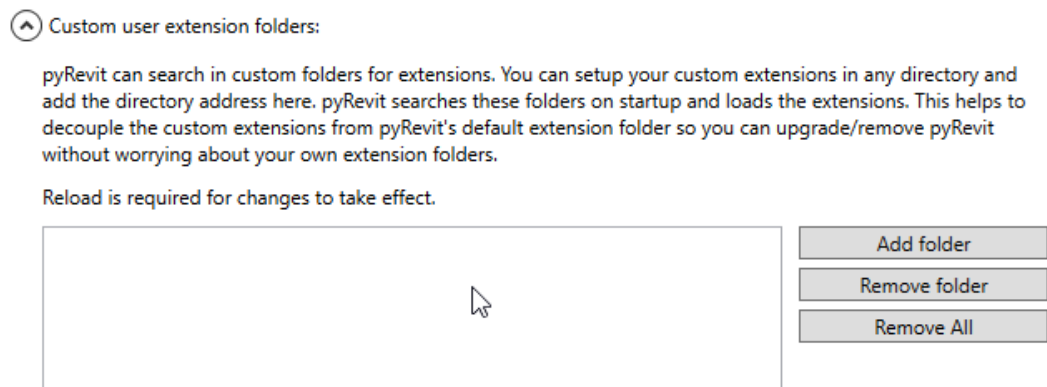 Custom user extension folders:
pyRevit can search in custom folders for extensions. You can setup your custom extensions in any directory and
add the directory address here. pyRevit searches these folders on startup and loads the extensions. This helps to
decouple the custom extensions from pyRevit's default extension folder so you can upgrade/remove pyRevit
without worrying about your own extension folders.
Reload is required for changes to take effect.
Add folder
Remove folder
Remove All